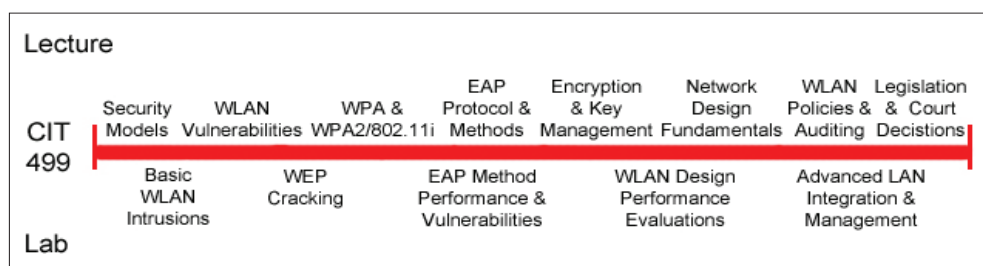 Lecture
Security
Models
WLAN
Vulnerabilities
WPA &
WPA2/802.11i
EAP
Protocol &
Methods
Encryption
& Key
Management
Network
Design
Fundamentals
WLAN
Policies &
Auditing
Legislation
& Court
Decistions
CIT
499
Basic
WLAN
Intrusions
WEP
Cracking
EAP Method
Performance &
Vulnerabilities
WLAN Design
Performance
Evaluations
Advanced LAN
Integration &
Management
Lab